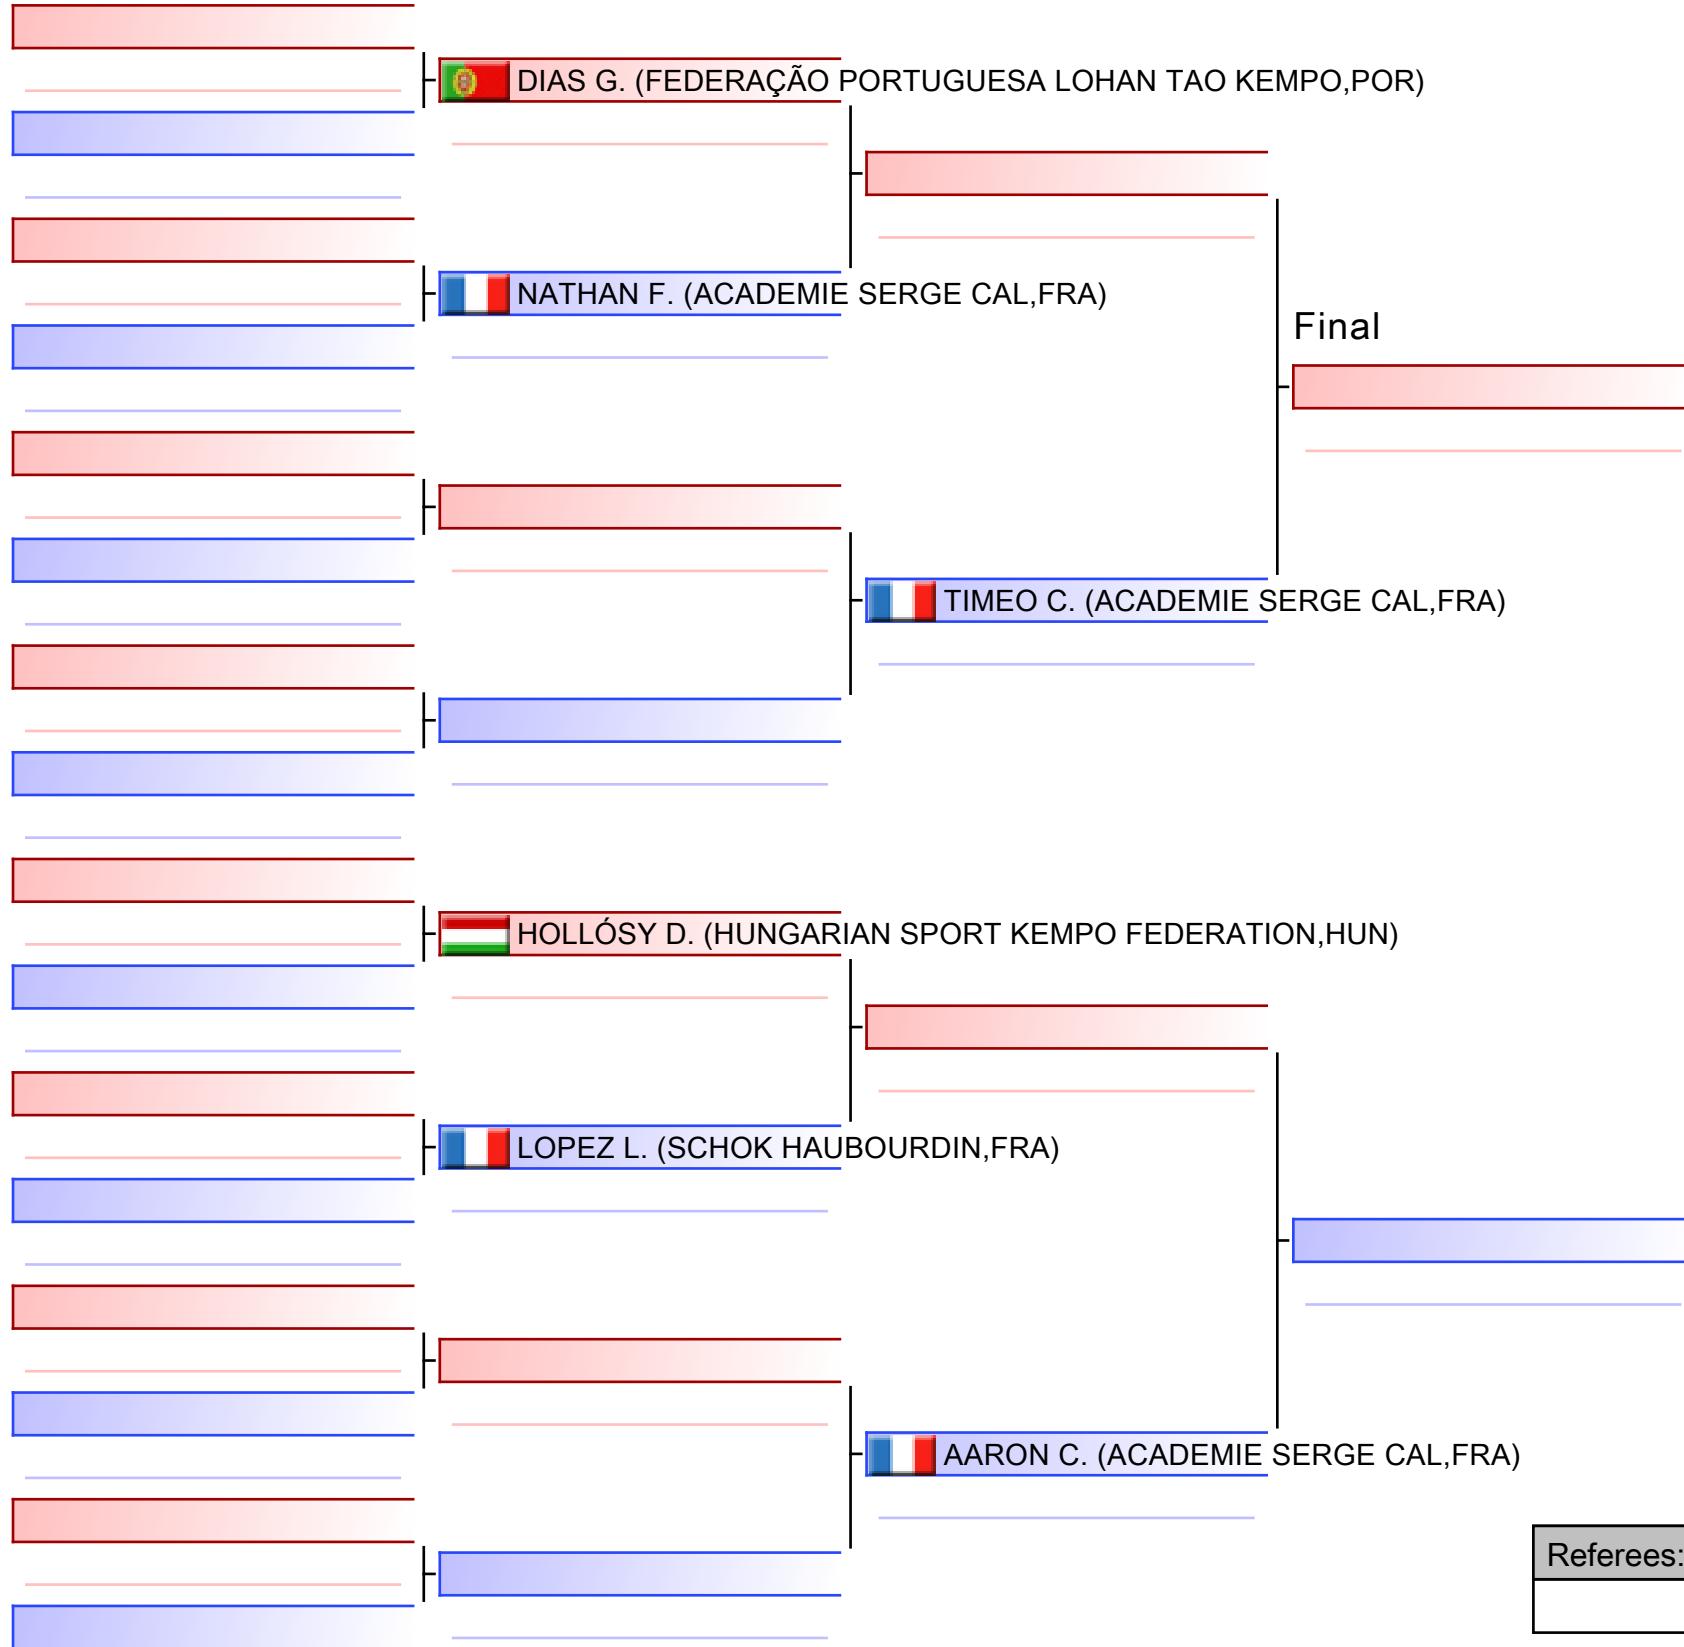 DIAS G. (FEDERAÇÃO PORTUGUESA LOHAN TAO KEMPO,POR)
NATHAN F. (ACADEMIE SERGE CAL,FRA)
Final
TIMEO C. (ACADEMIE SERGE CAL,FRA)
HOLLÓSY D. (HUNGARIAN SPORT KEMPO FEDERATION,HUN)
LOPEZ L. (SCHOK HAUBOURDIN,FRA)
AARON C. (ACADEMIE SERGE CAL,FRA)
Referees: